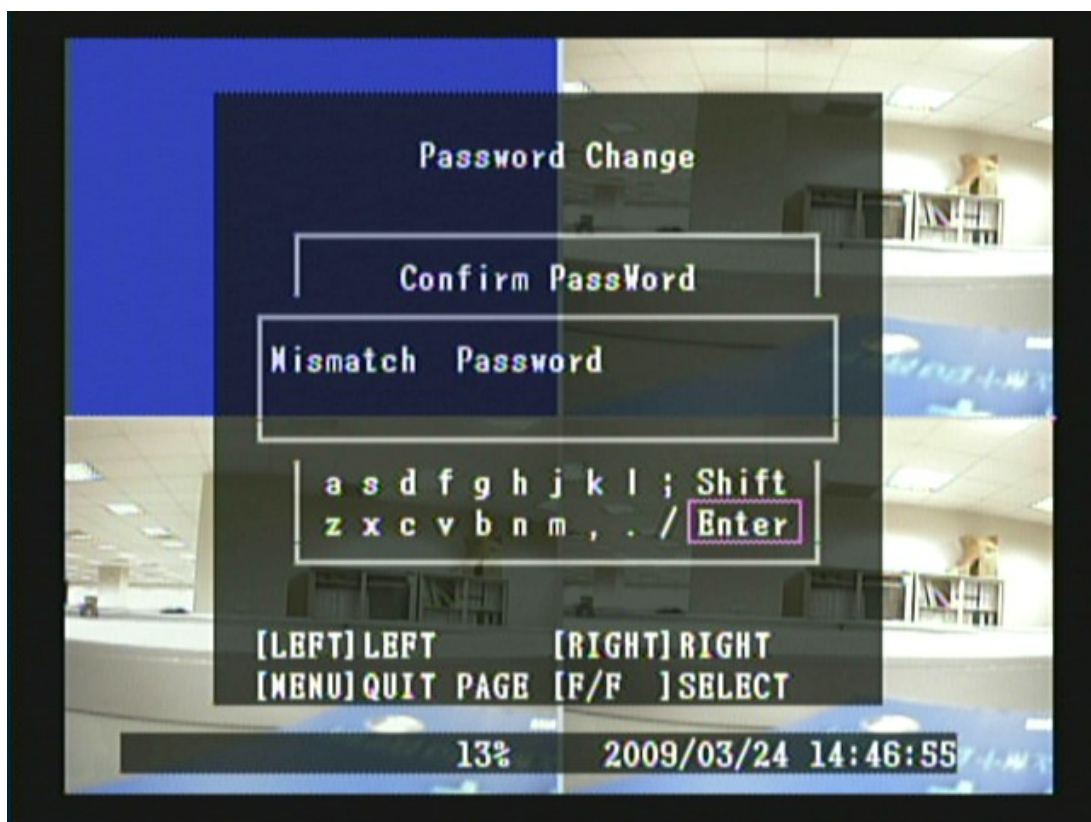 Password Change
Confirm PassWord
Mismatch Password
a s d f g h j k l ; Shift
z x c v b n m , . / Enter
[LEFT]LEFT [RIGHT]RIGHT
[MENU]QUIT PAGE [F/F ]SELECT
13% 2009/03/24 14:46:55